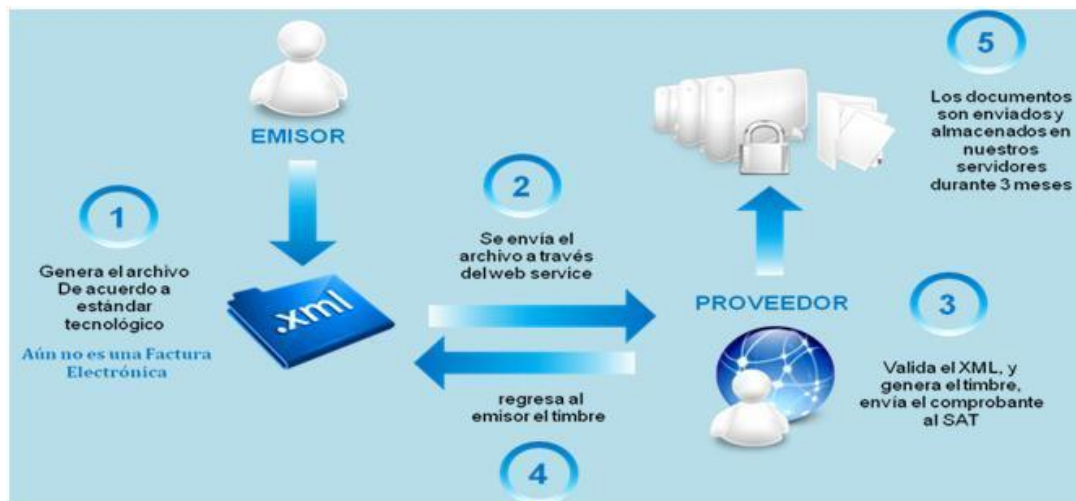 EMISOR
1
Genera el archivo
De acuerdo a
estándar
tecnológico
Aún no es una Factura
Electrónica
.xml
2
Se envía el
archivo a través
del web service
PROVEEDOR
3
Valida el XML, y
genera el timbre,
envía el comprobante
al SAT
regresa al
emisor el timbre
4
5
Los documentos
son enviados y
almacenados en
nuestros
servidores
durante 3 meses